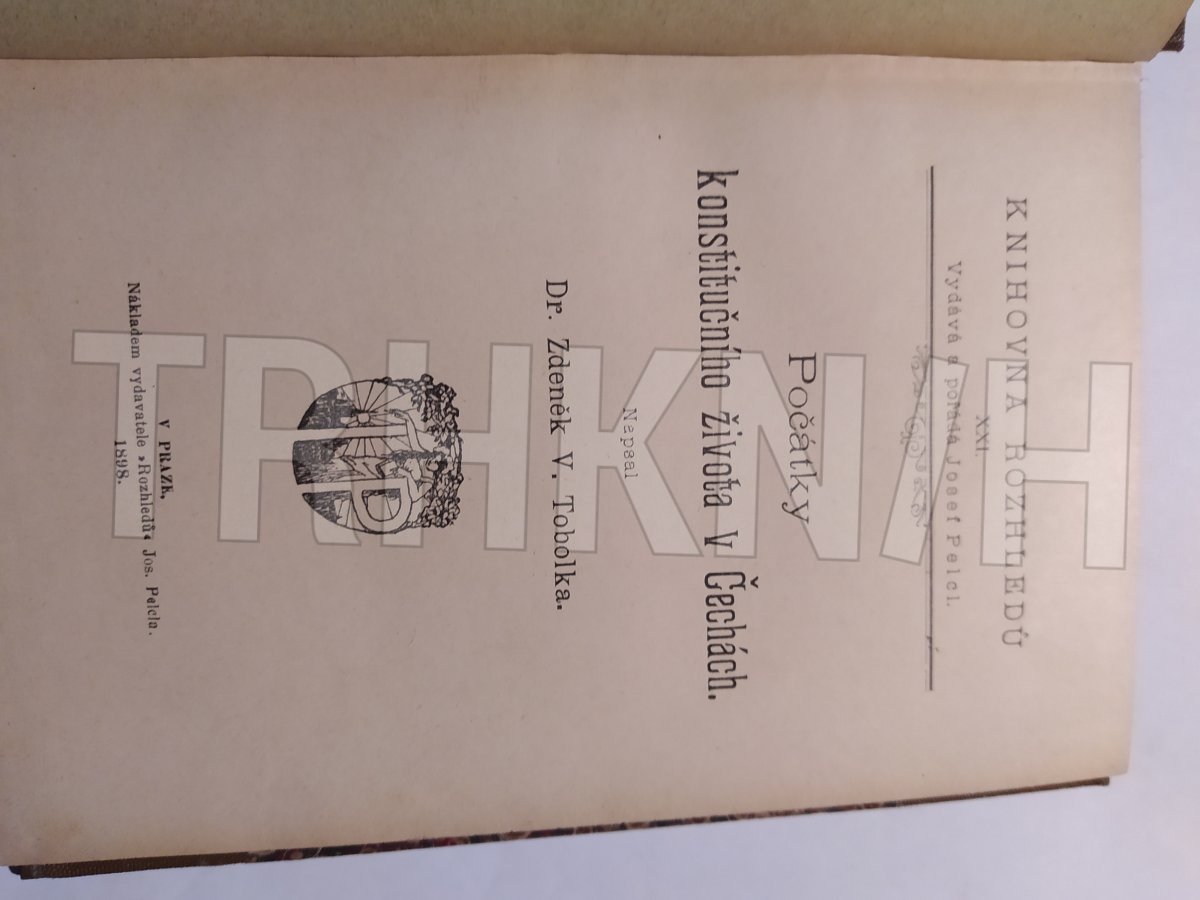 KNIHOVNA ROZHLEDŮ
XXI.
Vydává a pořádá Josef Pelcl.
Počátky
konstitučního života v Čechách.
Napsal
Dr. Zdeněk V. Tobolka.
V PRAZE,
Nákladem vydavatele »Rozhledů« Jos. Pelcla.
1898.